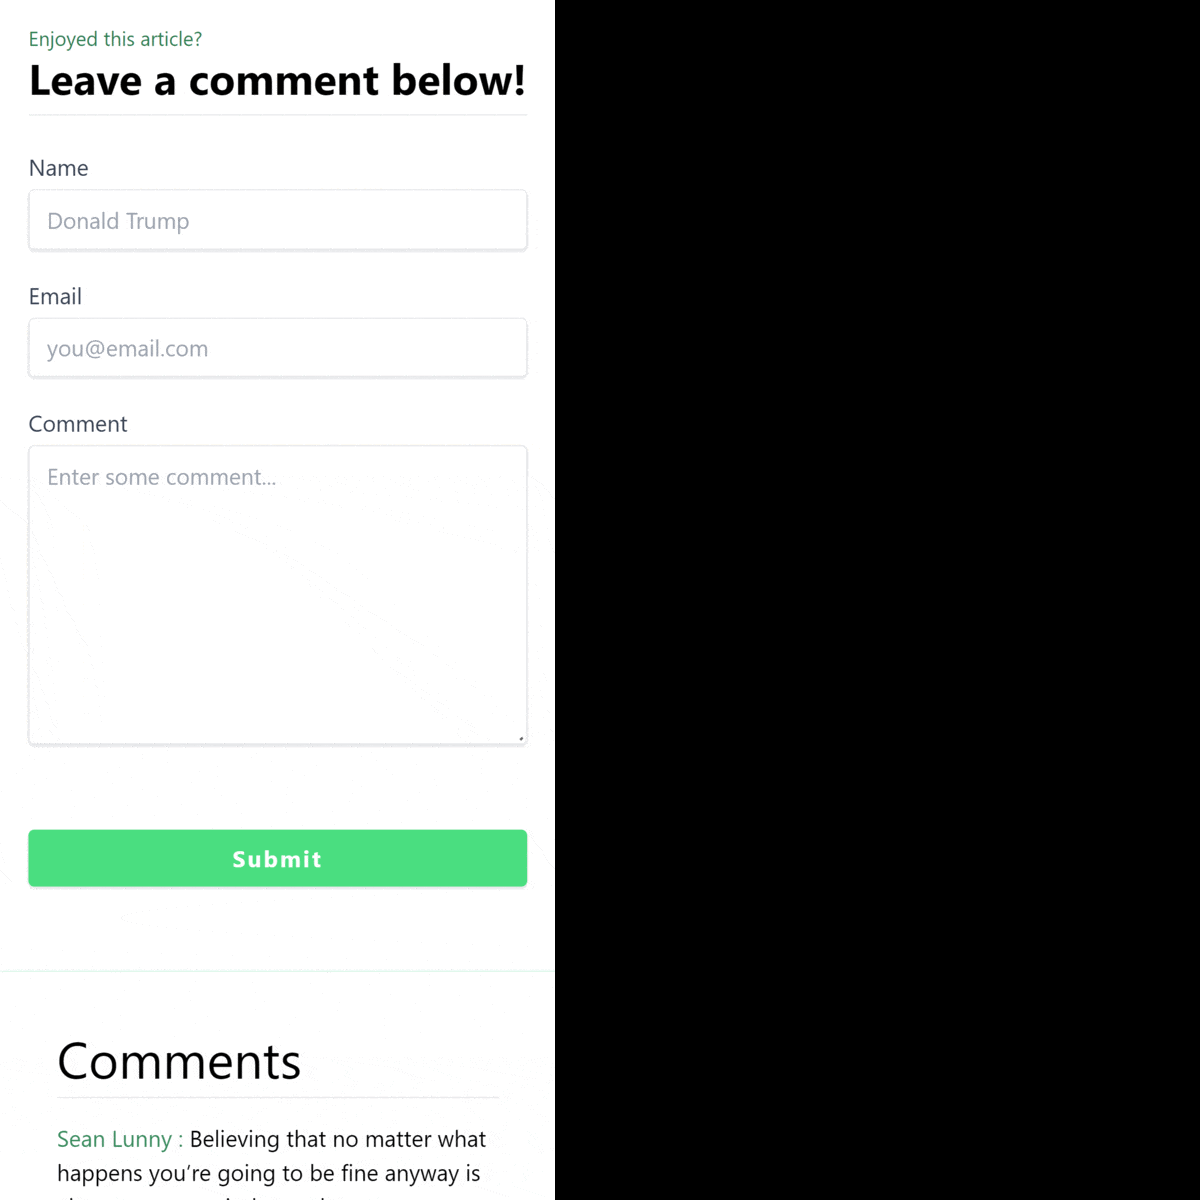 Enjoyed this article?
Leave a comment below!
Name
Donald Trump
Email
you@email.com
Comment
Enter some comment...
Submit
Comments
Sean Lunny : Believing that no matter what
happens you’re going to be fine anyway is